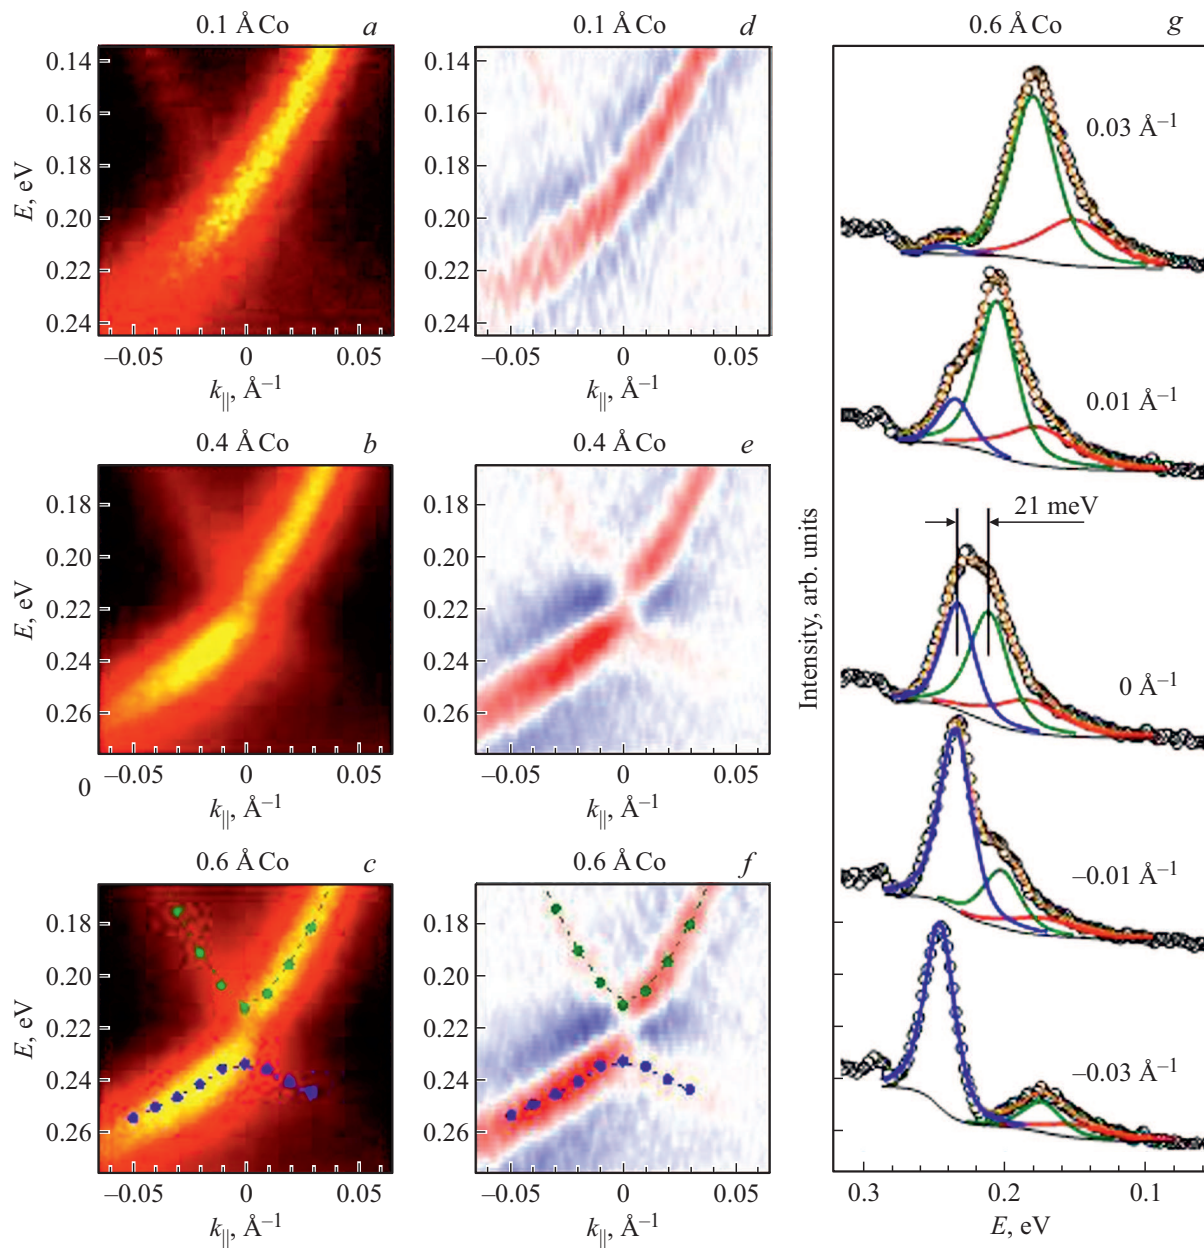 0.1 Å Co a
0.14
0.16
0.18
0.20
0.22
0.24
E, eV
–0.05 0 0.05
k||, Å–1
0.1 Å Co d
0.14
0.16
0.18
0.20
0.22
0.24
–0.05 0 0.05
k||, Å–1
0.4 Å Co b
0.18
0.20
0.22
0.24
0.26
E, eV
0
–0.05 0 0.05
k||, Å–1
0.4 Å Co e
0.18
0.20
0.22
0.24
0.26
–0.05 0 0.05
k||, Å–1
0.6 Å Co c
0.18
0.20
0.22
0.24
0.26
E, eV
–0.05 0 0.05
k||, Å–1
0.6 Å Co f
0.18
0.20
0.22
0.24
0.26
–0.05 0 0.05
k||, Å–1
0.6 Å Co g
0.03 Å–1
0.01 Å–1
21 meV
0 Å–1
–0.01 Å–1
–0.03 Å–1
Intensity, arb. units
0.3 0.2 0.1
E, eV